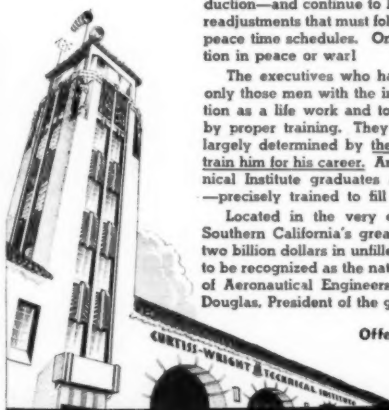 duction—and continue to
readjustments that must fol
peace time schedules. On
tion in peace or war!
The executives who ha
only those men with the in
tion as a life work and to
by proper training. They
largely determined by the
train him for his career. An
nical Institute graduates
—precisely trained to fill
Located in the very c
Southern California's grea
two billion dollars in unfille
to be recognized as the nat
of Aeronautical Engineers
Douglas, President of the g
Offe
CURTISS-WRIGHT TECHNICAL INSTITUTE